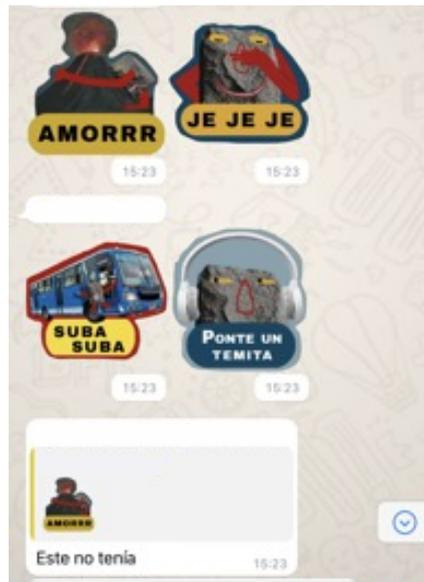 AMORRR
JE JE JE
15:23
15:23
SUBA
SUBA
PONTE UN
TEMITA
15:23
15:23
AMORRR
Este no tenía
15:23